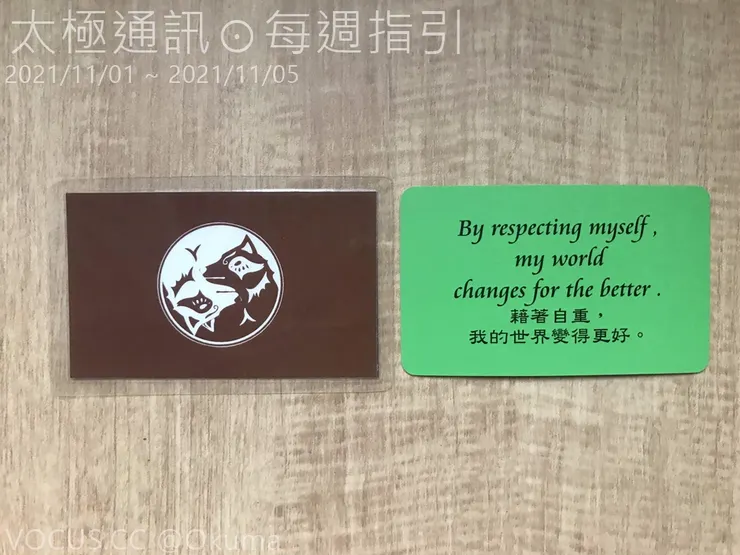 太極通訊⊙每週指引
2021/11/01 ~ 2021/11/05
By respecting myself ,
my world
changes for the better .
藉著自重，
我的世界變得更好。
VOCUS.CC @Okuma